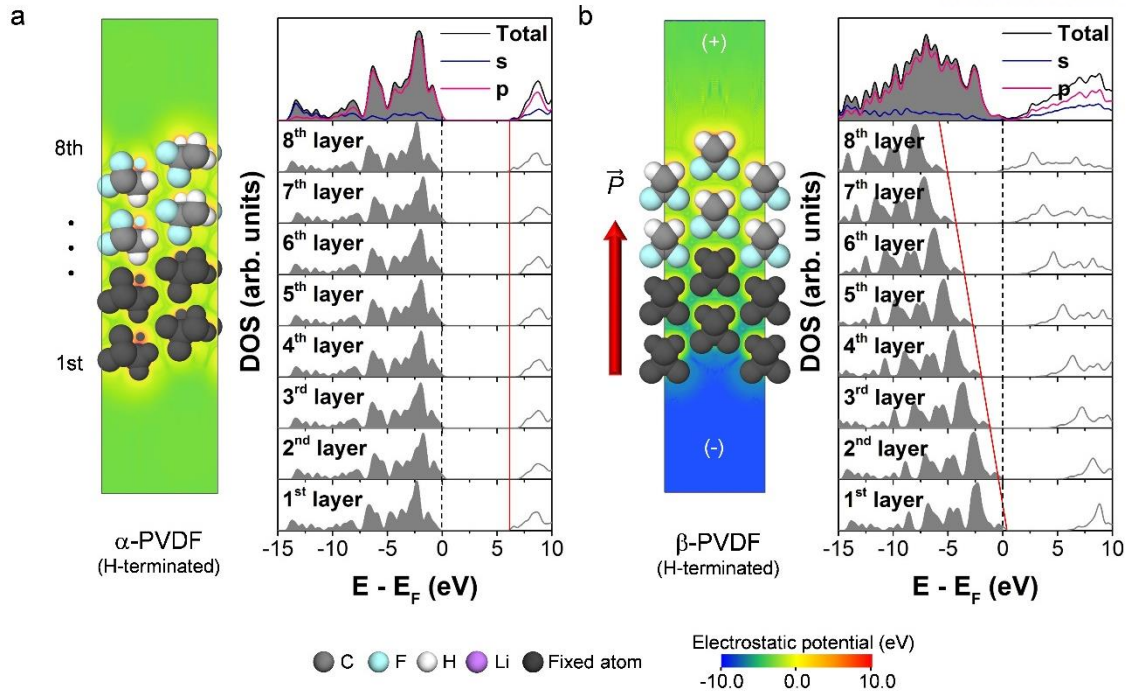 a
8th
1st
α-PVDF
(H-terminated)
DOS (arb. units)
Total
s
p
8th layer
7th layer
6th layer
5th layer
4th layer
3rd layer
2nd layer
1st layer
-15 -10 -5 0 5 10
E - EF (eV)
b
(+)
P
(-)
β-PVDF
(H-terminated)
DOS (arb. units)
Total
s
p
8th layer
7th layer
6th layer
5th layer
4th layer
3rd layer
2nd layer
1st layer
-15 -10 -5 0 5 10
E - EF (eV)
C F H Li Fixed atom
Electrostatic potential (eV)
-10.0 0.0 10.0